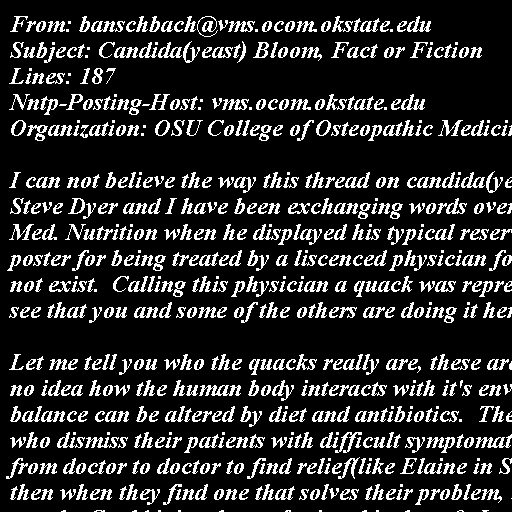 From: banschbach@vms.ocom.okstate.edu
Subject: Candida(yeast) Bloom, Fact or Fiction
Lines: 187
Nntp-Posting-Host: vms.ocom.okstate.edu
Organization: OSU College of Osteopathic Medicin

I can not believe the way this thread on candida(ye
Steve Dyer and I have been exchanging words over
Med. Nutrition when he displayed his typical reser
poster for being treated by a liscenced physician fo
not exist.  Calling this physician a quack was repre
see that you and some of the others are doing it her

Let me tell you who the quacks really are, these are
no idea how the human body interacts with it's env
balance can be altered by diet and antibiotics.  The
who dismiss their patients with difficult symptomat
from doctor to doctor to find relief(like Elaine in S
then when they find one that solves their problem,